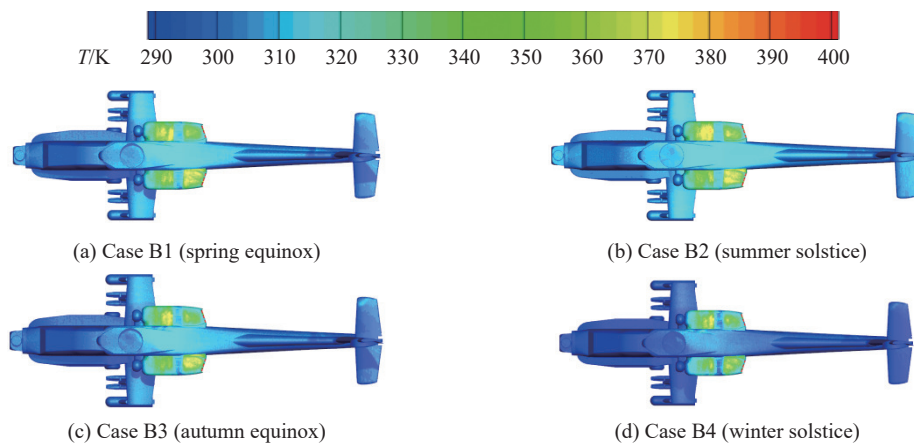 T/K 290 300 310 320 330 340 350 360 370 380 390 400
(a) Case B1 (spring equinox)
(b) Case B2 (summer solstice)
(c) Case B3 (autumn equinox)
(d) Case B4 (winter solstice)